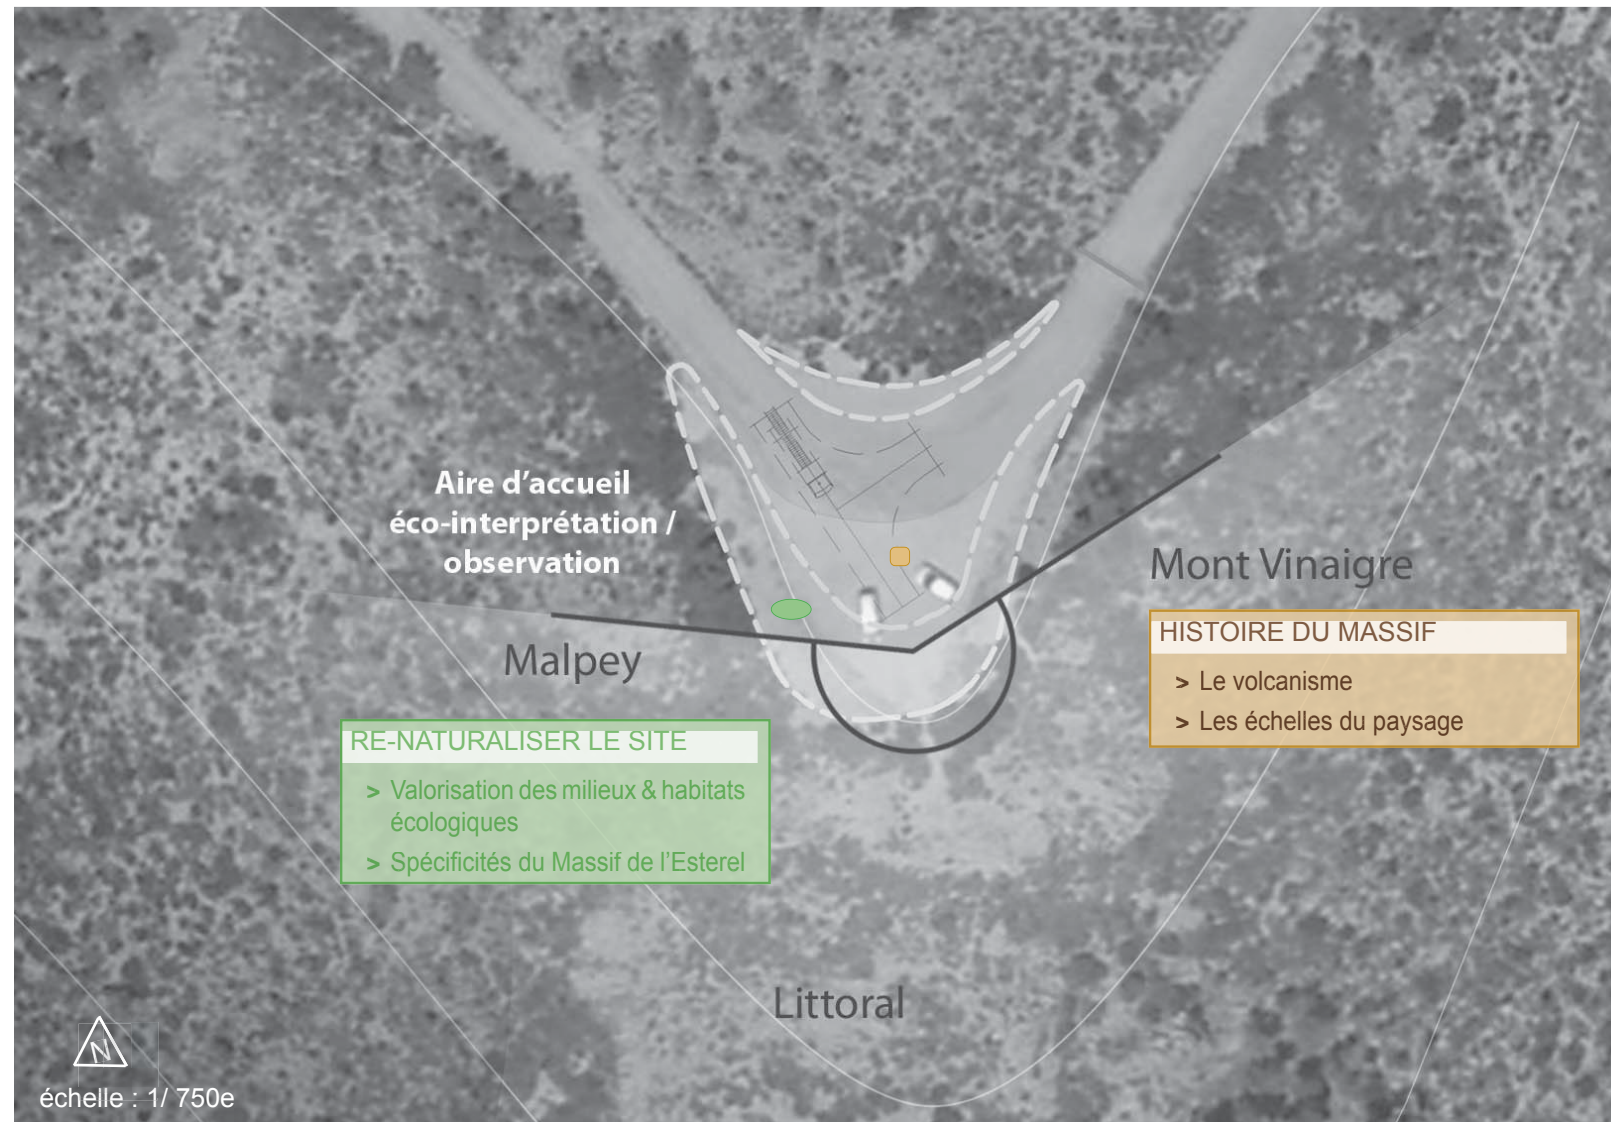 Aire d’accueil
éco-interprétation /
observation
Mont Vinaigre
HISTOIRE DU MASSIF
> Le volcanisme
> Les échelles du paysage
Malpey
RE-NATURALISER LE SITE
> Valorisation des milieux & habitats
écologiques
> Spécificités du Massif de l’Esterel
Littoral
N
échelle : 1/ 750e